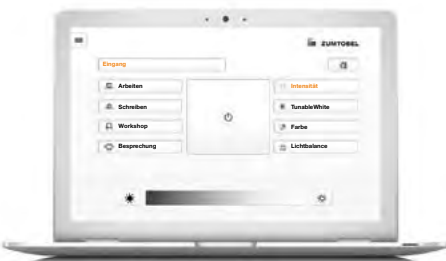 ZUMTOBEL
Eingang
Arbeiten
Intensität
Schreiben
TunableWhite
Workshop
Farbe
Besprechung
Lichtbalance